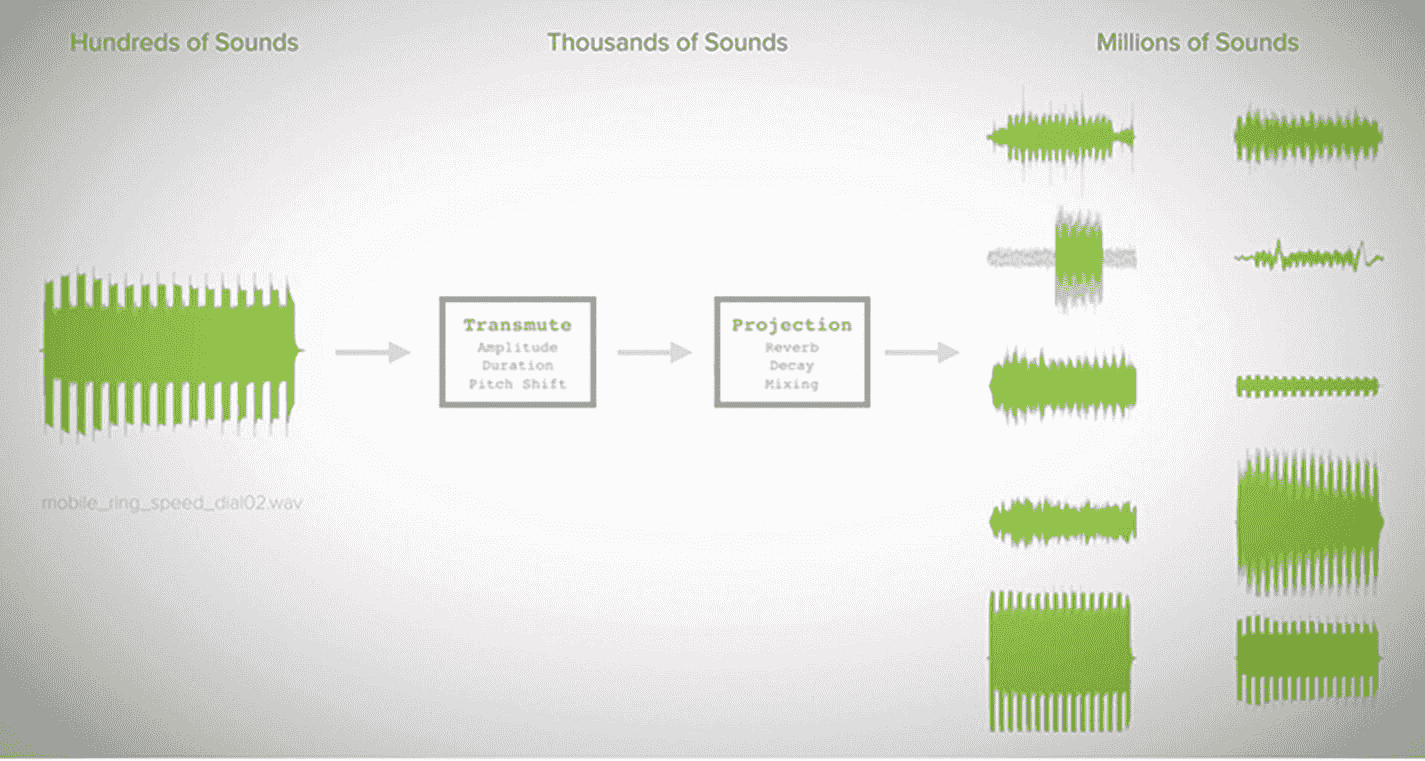 Hundreds of Sounds
Thousands of Sounds
Millions of Sounds
Transmute
Amplitude
Duration
Pitch Shift
Projection
Reverb
Decay
Mixing
mobile_ring_speed_dial02.wav